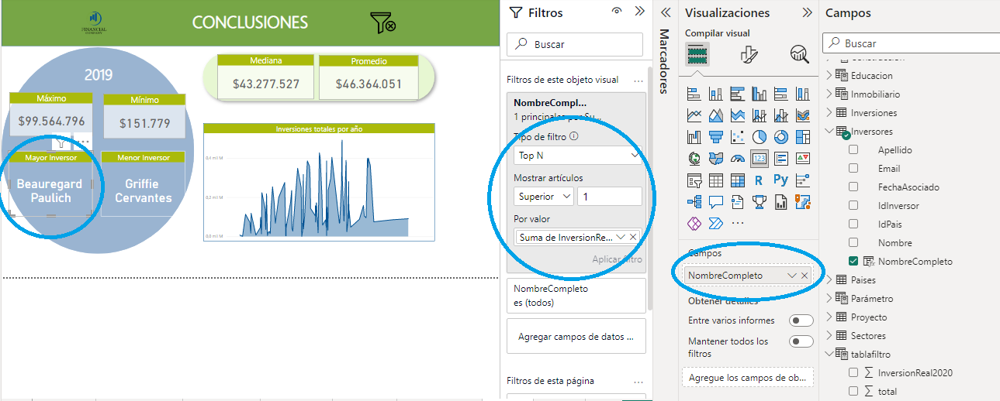 FINANCIAL
COMPANY
CONCLUSIONES
2019
Máximo
$99.564.796
Mínimo
$151.779
Mayor Inversor
Beauregard
Paulich
Menor Inversor
Griffie
Cervantes
Mediana
$43.277.527
Promedio
$46.364.051
Inversiones totales por año
0,4 mil M
0,2 mil M
0,0 mil M
Filtros
Buscar
Filtros de este objeto visual ...
NombreCompl...
1 principales por Su...
Tipo de filtro
Top N
Mostrar artículos
Superior
1
Por valor
Suma de InversionRe...
Aplicar filtro
NombreCompleto
es (todos)
Agregar campos de datos ...
Filtros de esta página ...
Marcadores
Visualizaciones
Compilar visual
123
R
Py
...
Campos
NombreCompleto
Obtener detalles
Entre varios informes
Mantener todos los
filtros
Agregue los campos de ob...
Campos
Buscar
Construccion
Educacion
Inmobiliario
Inversiones
Inversores
Apellido
Email
FechaAsociado
IdInversor
IdPais
Nombre
NombreCompleto
Paises
Parámetro
Proyecto
Sectores
tablafiltro
InversionReal2020
total